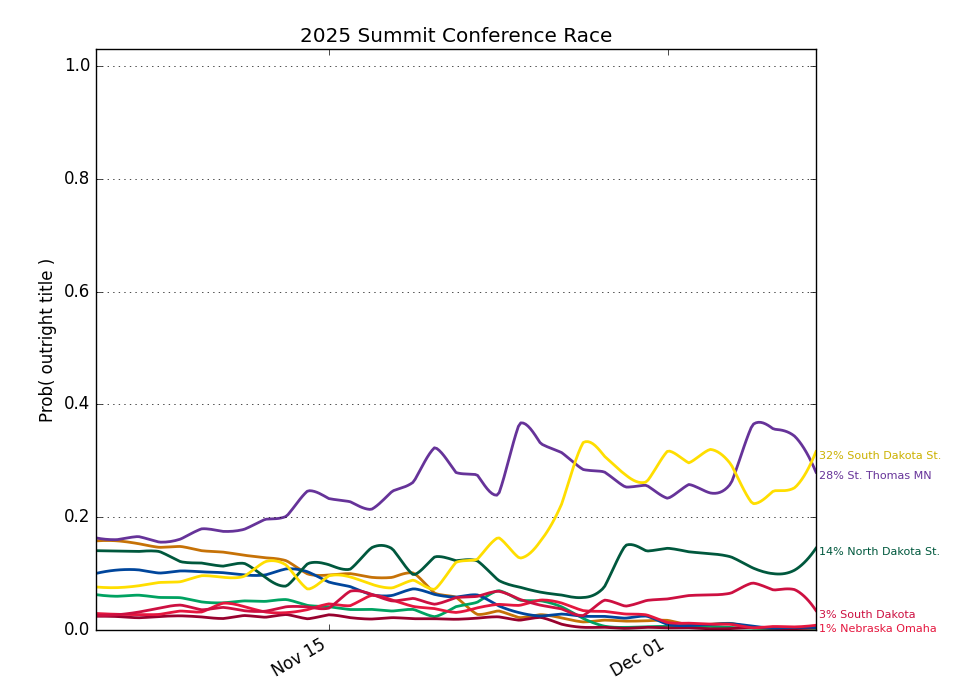 2025 Summit Conference Race
Prob( outright title )
1.0
0.8
0.6
0.4
0.2
0.0
Nov 15
Dec 01
32% South Dakota St.
28% St. Thomas MN
14% North Dakota St.
3% South Dakota
1% Nebraska Omaha